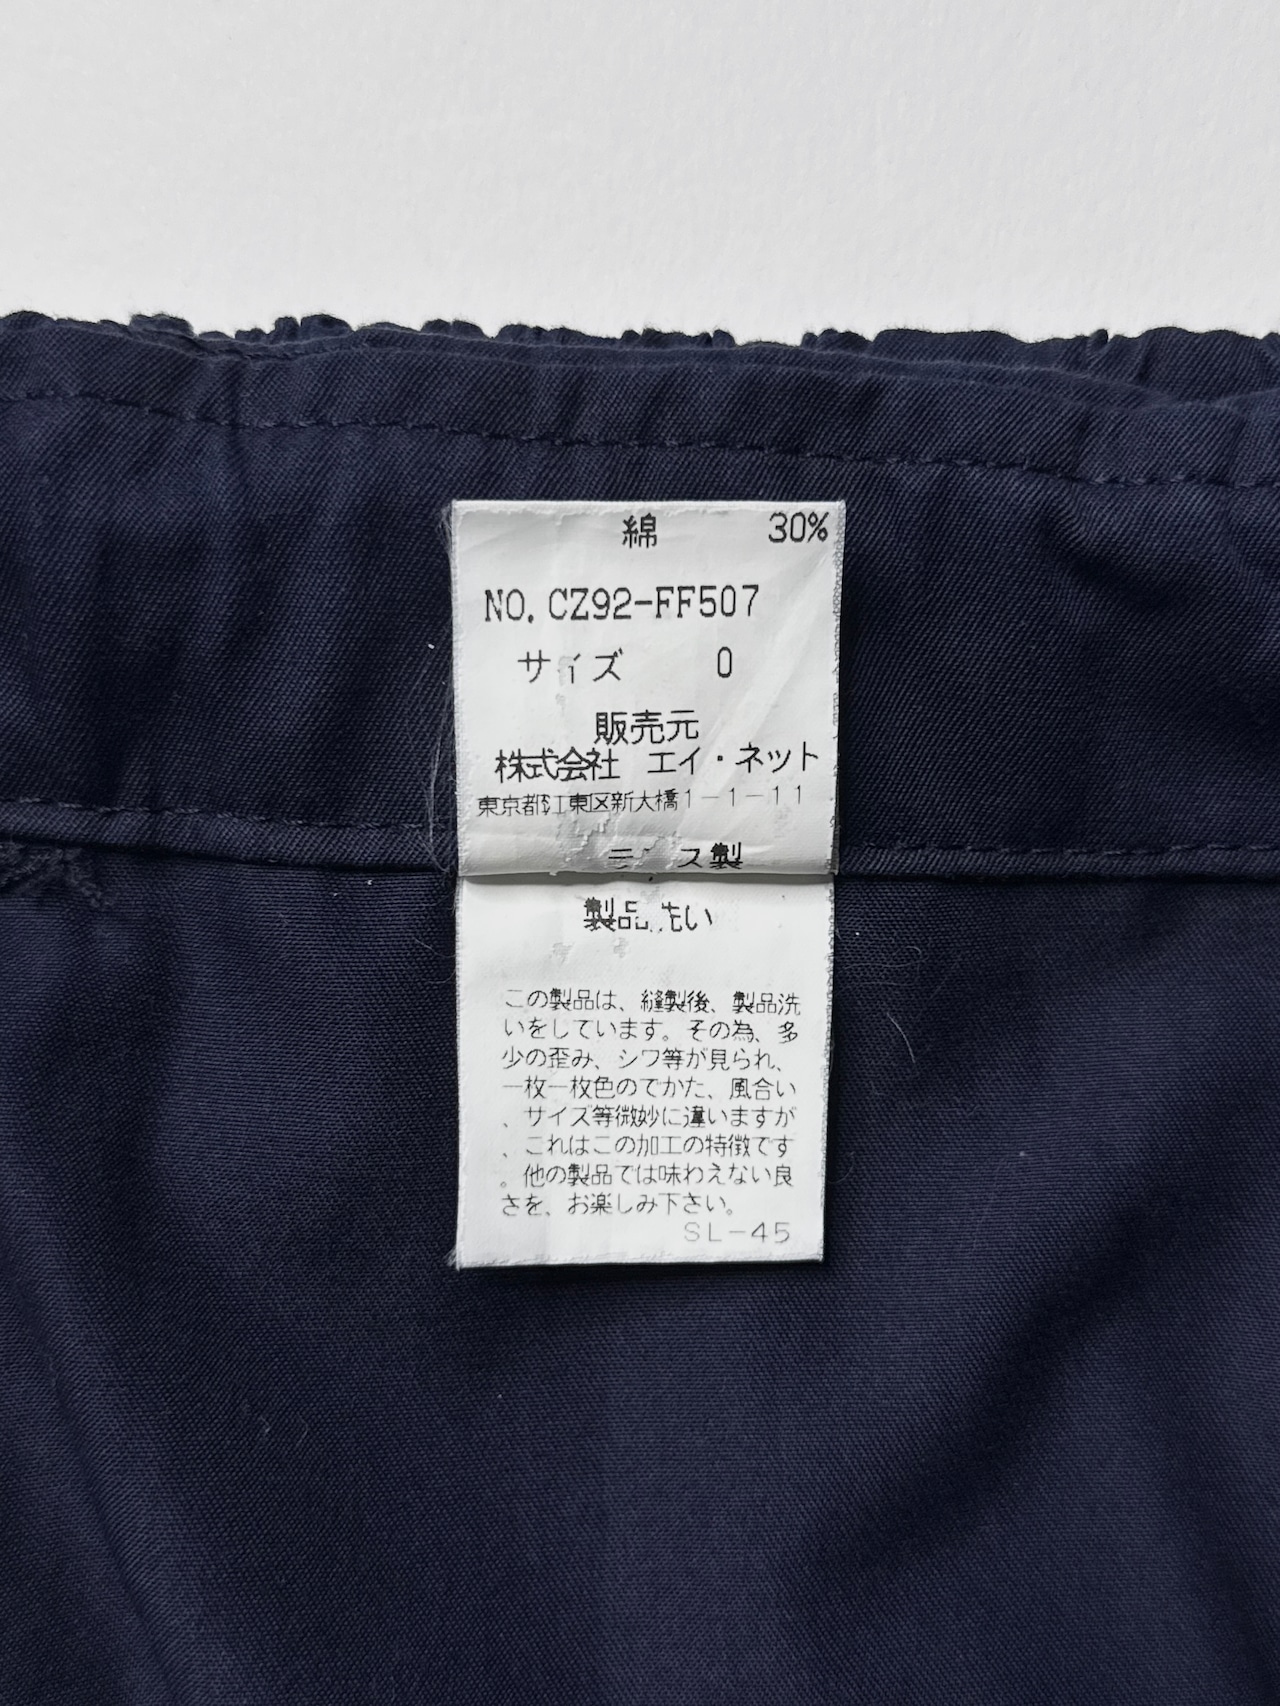 綿 30%
NO. CZ92-FF507
サイズ 0
販売元
株式会社 エイ・ネット
東京都江東区新大橋1-1-11
製品洗い
この製品は、縫製後、製品洗
いをしています。その為、多
少の歪み、シワ等が見られ、
一枚一枚色のでかた、風合い
、サイズ等微妙に違いますが
、これはこの加工の特徴です
。他の製品では味わえない良
さを、お楽しみ下さい。
SL-45